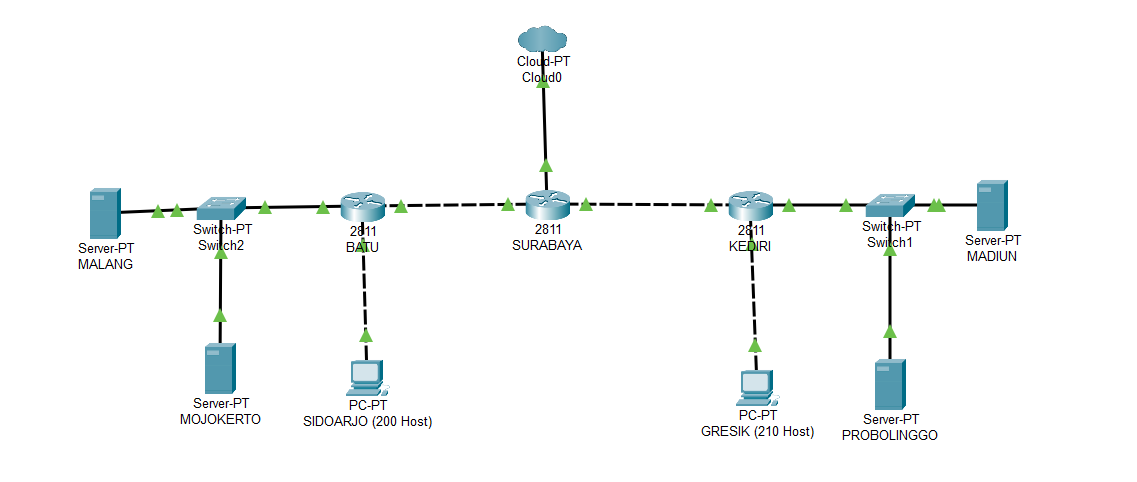 Cloud-PT
Cloud0
Server-PT
MALANG
Switch-PT
Switch2
2811
BATU
2811
SURABAYA
2811
KEDIRI
Switch-PT
Switch1
Server-PT
MADIUN
Server-PT
MOJOKERTO
PC-PT
SIDOARJO (200 Host)
PC-PT
GRESIK (210 Host)
Server-PT
PROBOLINGGO